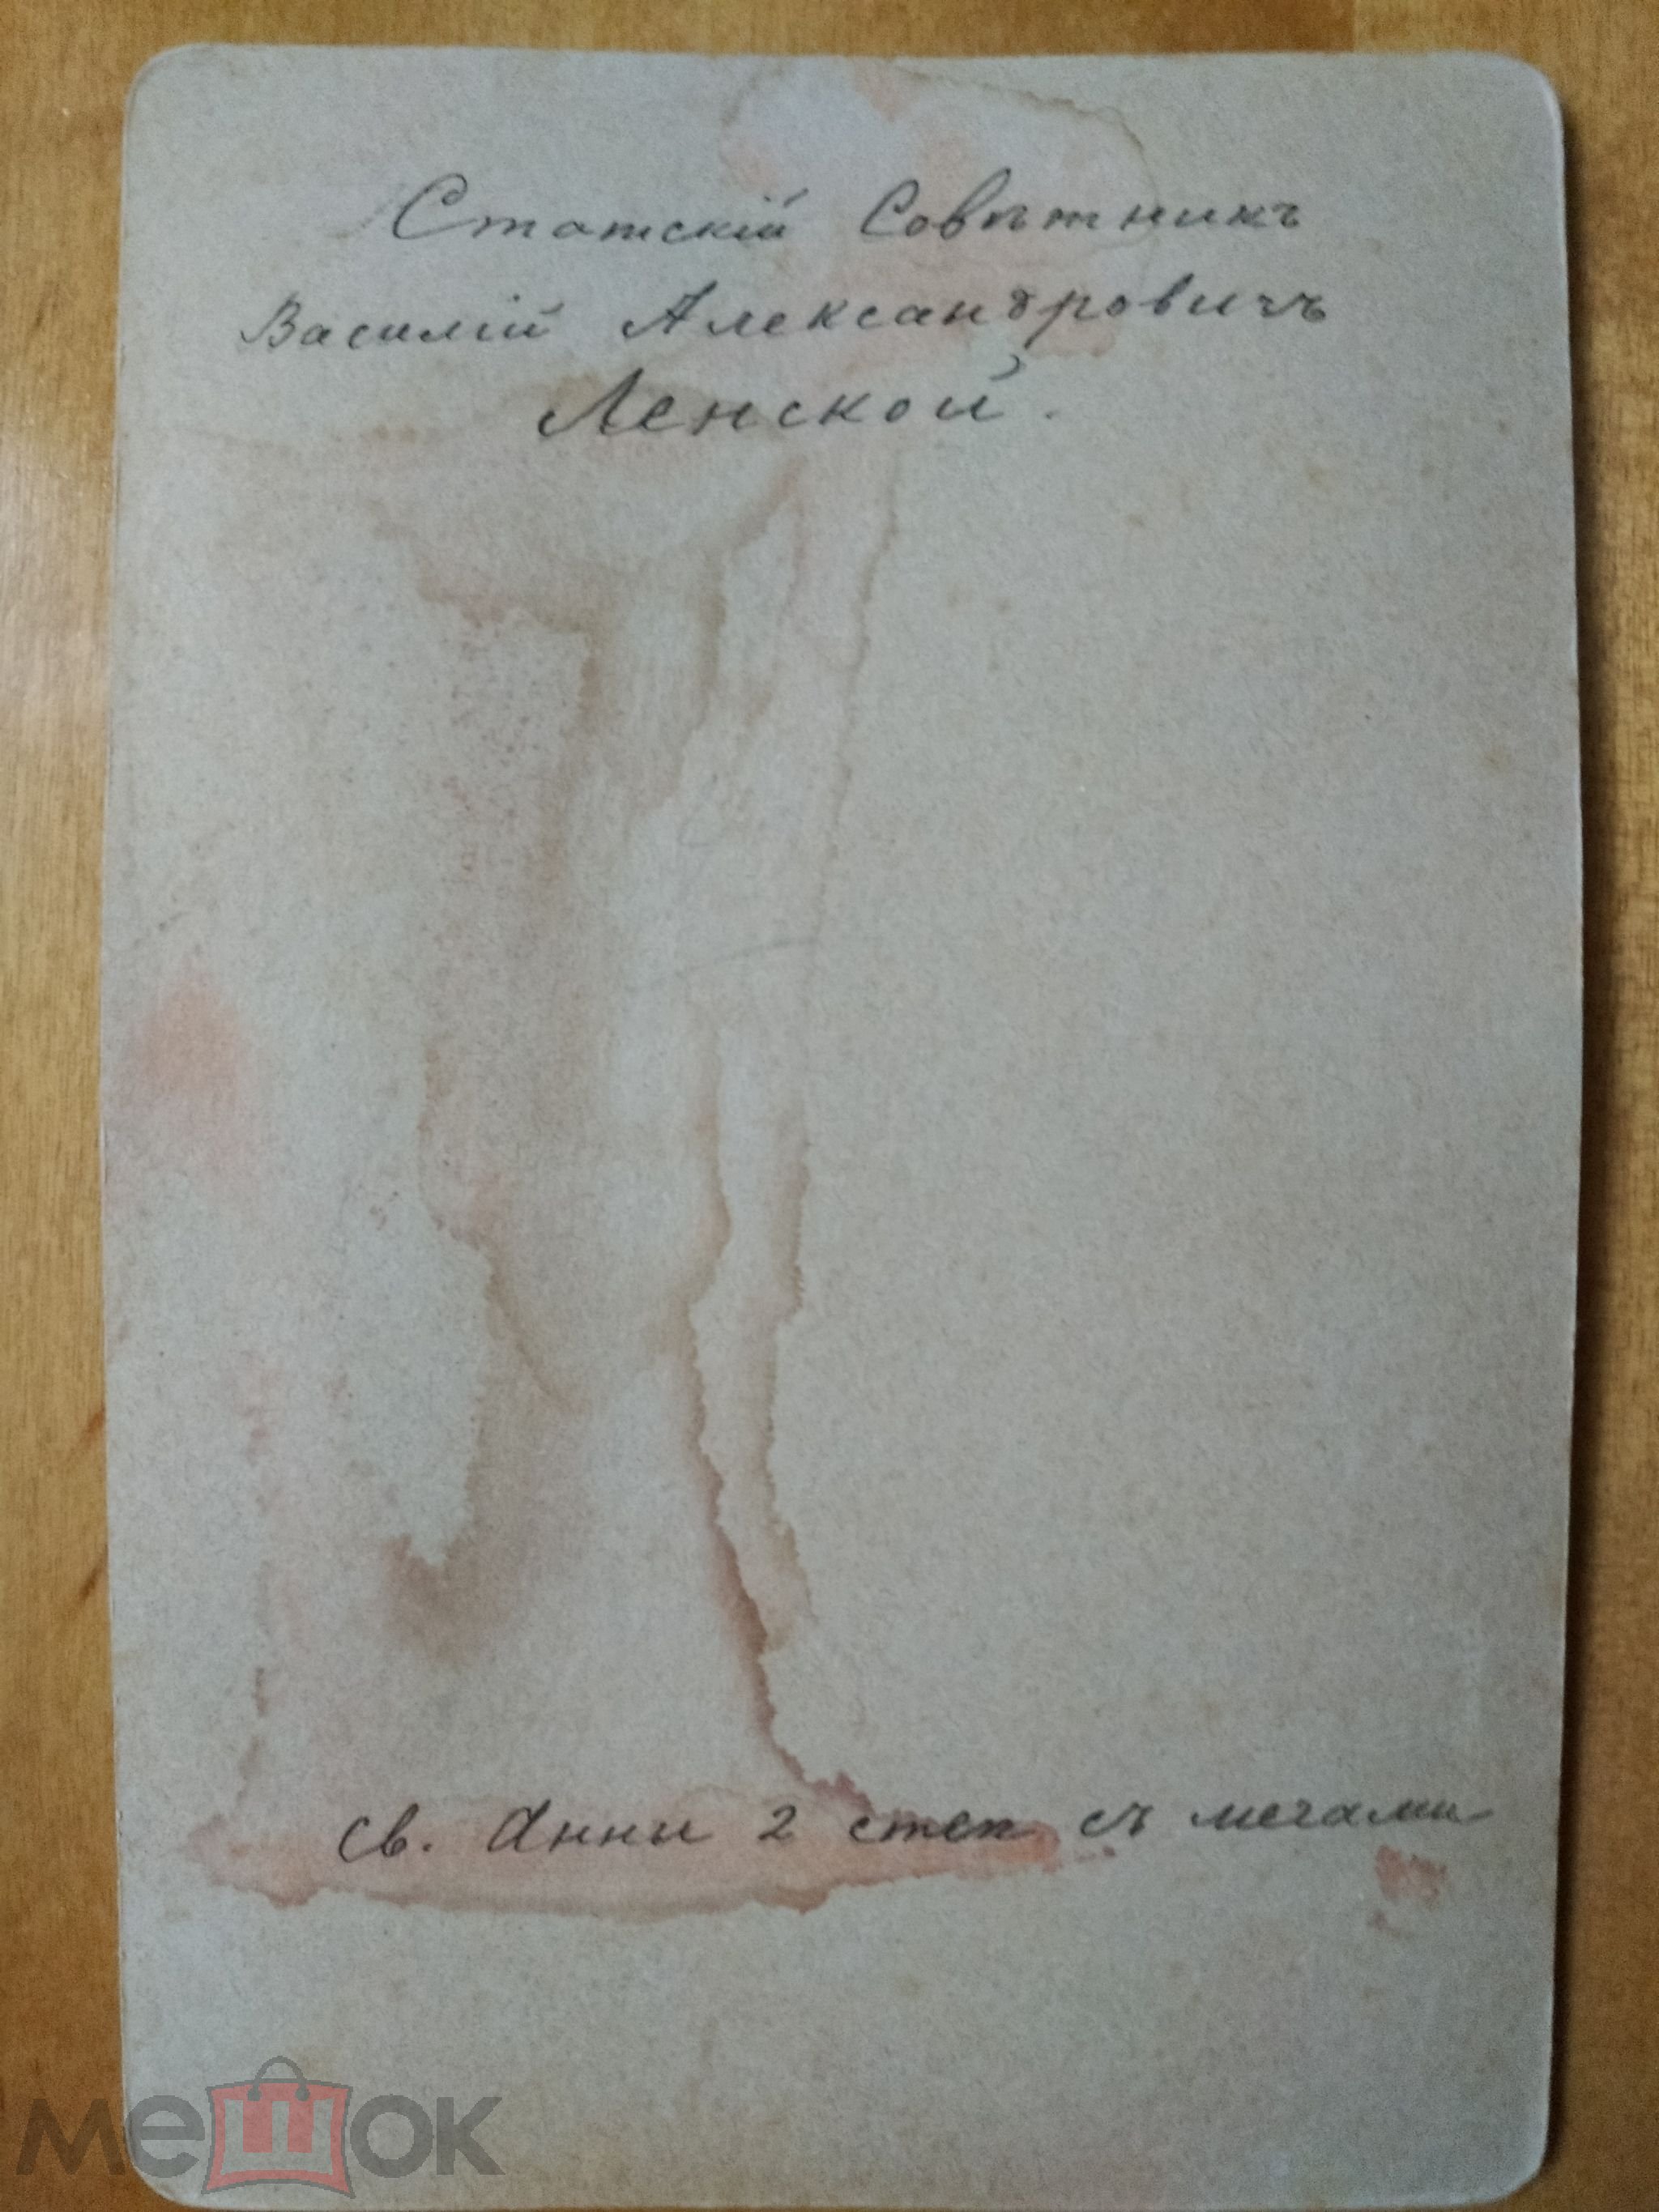 Статскій Совѣтникъ
Василій Александровичъ
Ленской.
Св. Анны 2 степ съ мечами
мешок